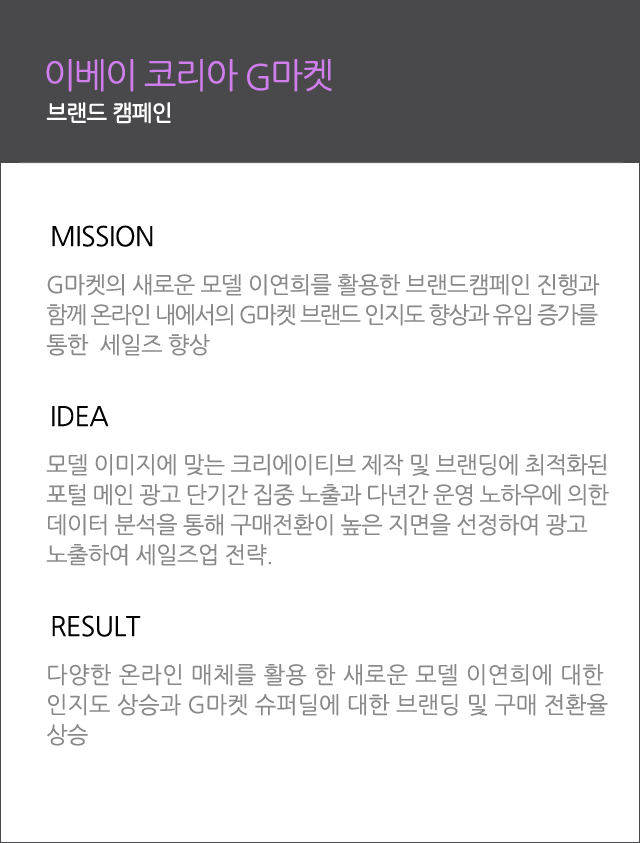 이베이 코리아 G마켓
브랜드 캠페인
MISSION
G마켓의 새로운 모델 이연희를 활용한 브랜드캠페인 진행과
함께 온라인 내에서의 G마켓 브랜드 인지도 향상과 유입 증가를
통한  세일즈 향상
IDEA
모델 이미지에 맞는 크리에이티브 제작 및 브랜딩에 최적화된
포털 메인 광고 단기간 집중 노출과 다년간 운영 노하우에 의한
데이터 분석을 통해 구매전환이 높은 지면을 선정하여 광고
노출하여 세일즈업 전략.
RESULT
다양한 온라인 매체를 활용 한 새로운 모델 이연희에 대한
인지도 상승과 G마켓 슈퍼딜에 대한 브랜딩 및 구매 전환율
상승